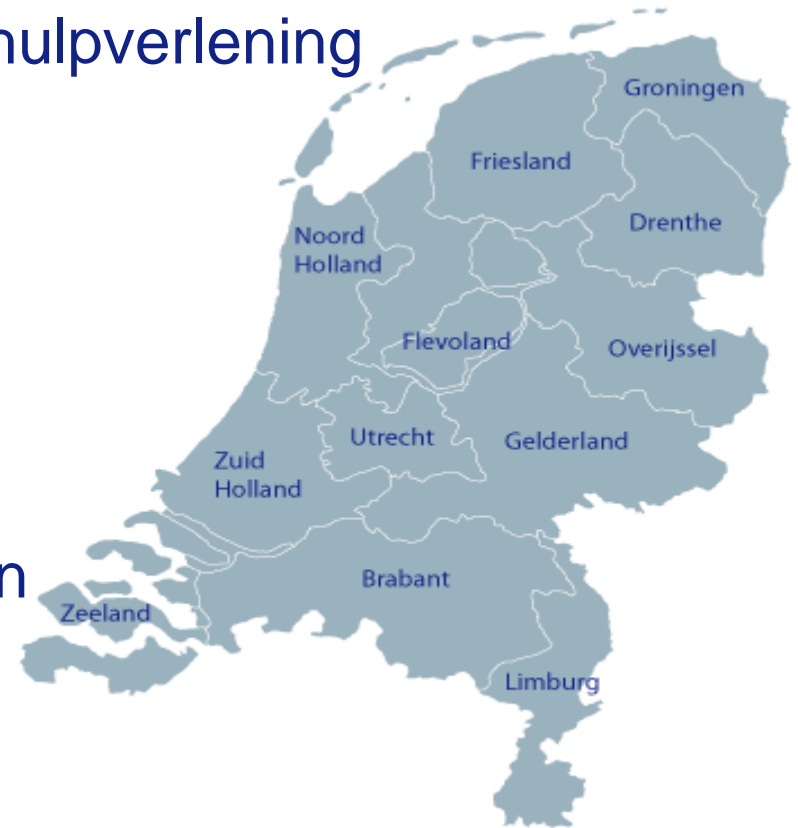 hulpverlening
Groningen
Friesland
Drenthe
Noord
Holland
Flevoland
Overijssel
Utrecht
Gelderland
Zuid
Holland
n
Brabant
Zeeland
Limburg